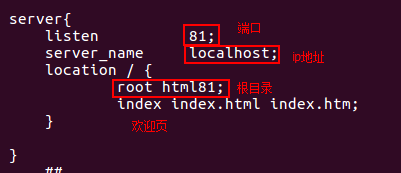 server{
listen 81; 端口
server_name localhost; ip地址
location / {
root html81; 根目录
index index.html index.htm;
} 欢迎页
}
##